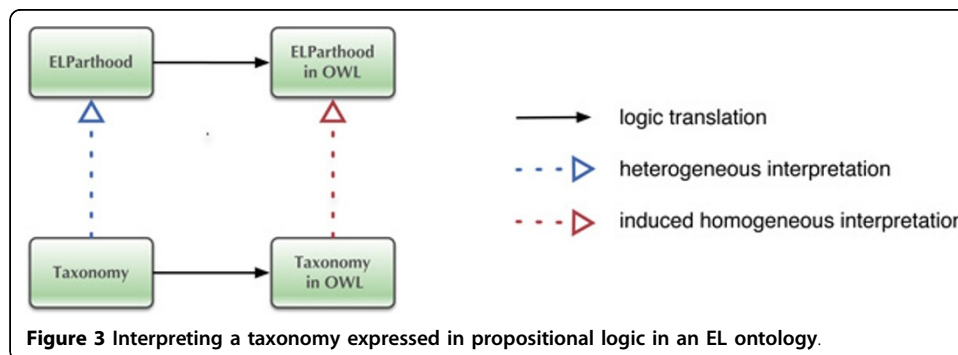 ELParthood
ELParthood
in OWL
Taxonomy
Taxonomy
in OWL
logic translation
heterogeneous interpretation
induced homogeneous interpretation
Figure 3 Interpreting a taxonomy expressed in propositional logic in an EL ontology.